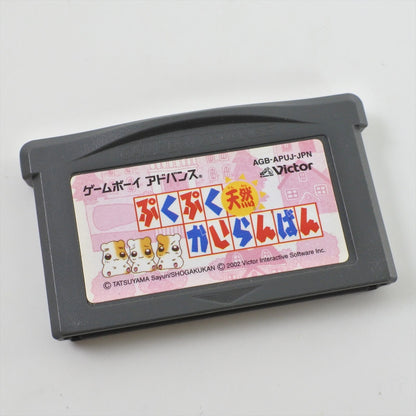 AGB-APUJ-JPN
ゲームボーイ アドバンス® Victor
ぷくぷく天然
かいらんばん
© TATSUYAMA Sayuri/SHOGAKUKAN © 2002 Victor Interactive Software Inc.